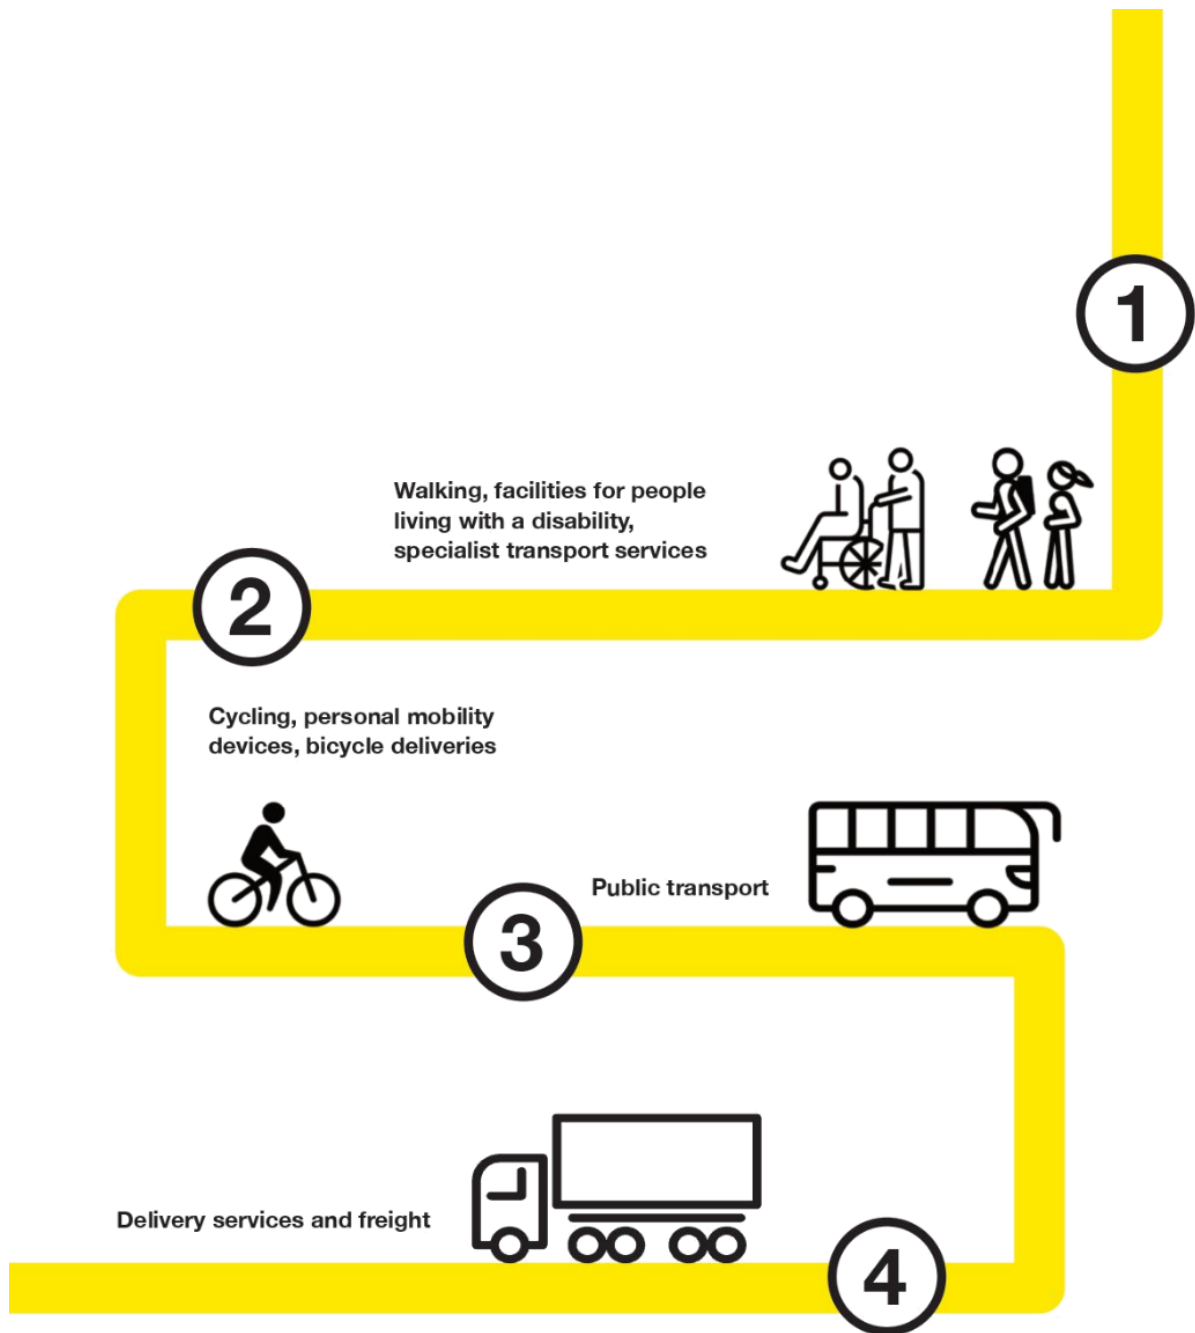 1
Walking, facilities for people
living with a disability,
specialist transport services
2
Cycling, personal mobility
devices, bicycle deliveries
Public transport
3
Delivery services and freight
4